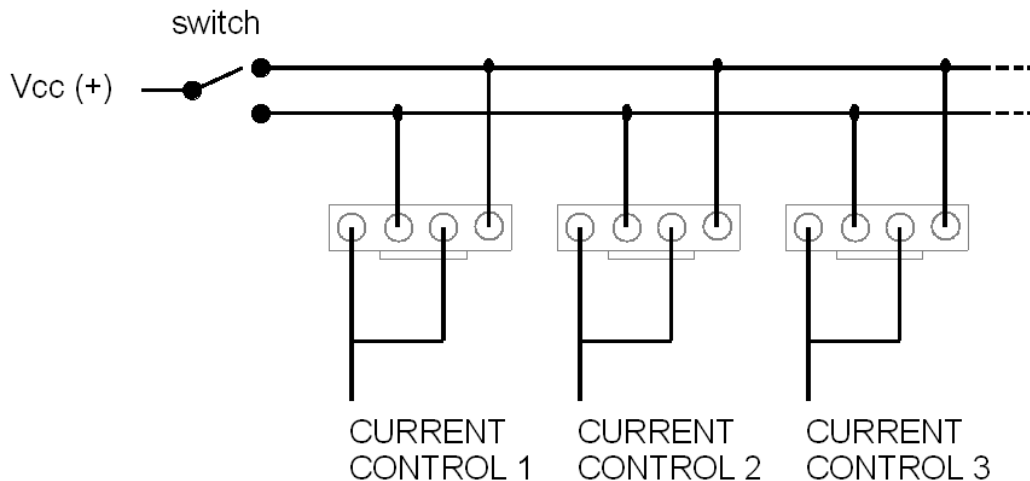 switch
Vcc (+)
CURRENT
CONTROL 1
CURRENT
CONTROL 2
CURRENT
CONTROL 3